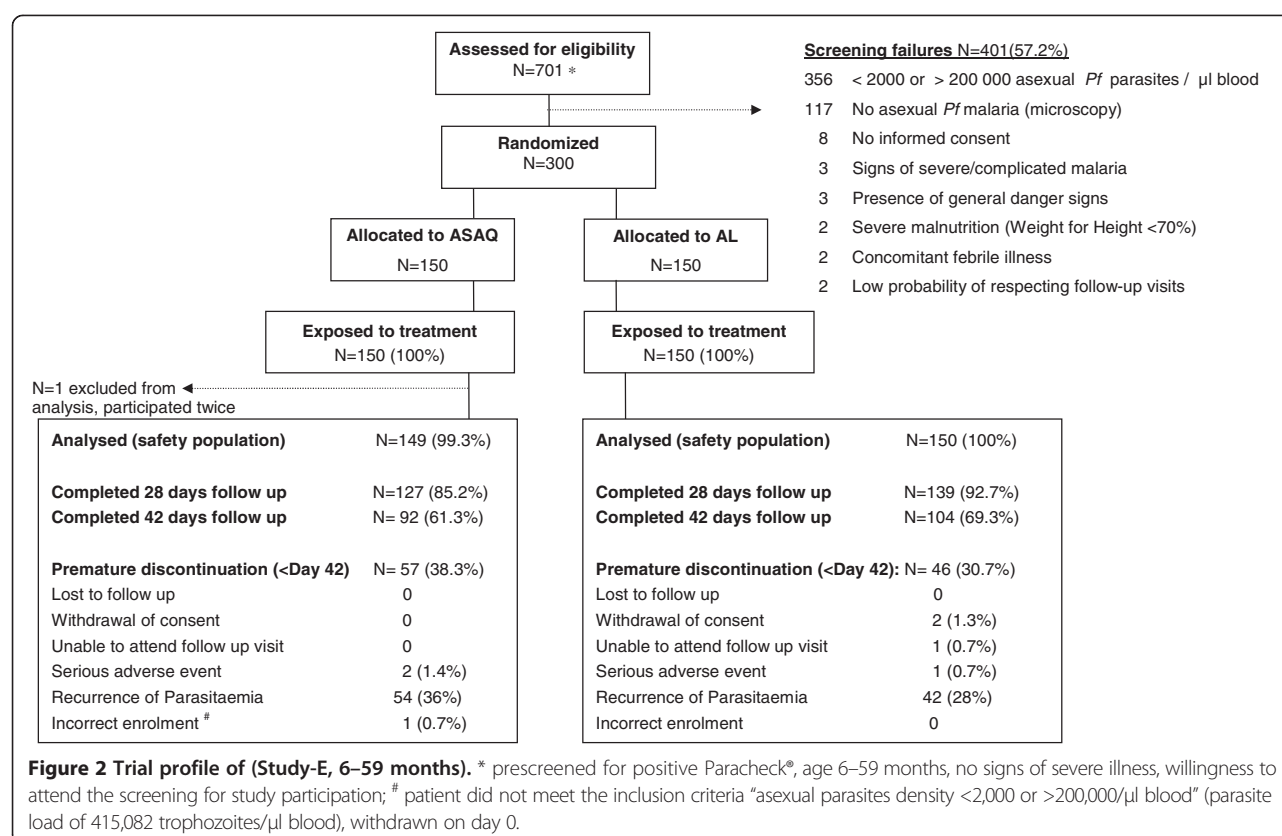 Assessed for eligibility
N=701 *
Screening failures N=401(57.2%)
356 < 2000 or > 200 000 asexual Pf parasites / µl blood
117 No asexual Pf malaria (microscopy)
8 No informed consent
3 Signs of severe/complicated malaria
3 Presence of general danger signs
2 Severe malnutrition (Weight for Height <70%)
2 Concomitant febrile illness
2 Low probability of respecting follow-up visits
Randomized
N=300
Allocated to ASAQ
N=150
Allocated to AL
N=150
Exposed to treatment
N=150 (100%)
Exposed to treatment
N=150 (100%)
N=1 excluded from
analysis, participated twice
Analysed (safety population) N=149 (99.3%)
Completed 28 days follow up N=127 (85.2%)
Completed 42 days follow up N= 92 (61.3%)
Premature discontinuation (<Day 42) N= 57 (38.3%)
Lost to follow up 0
Withdrawal of consent 0
Unable to attend follow up visit 0
Serious adverse event 2 (1.4%)
Recurrence of Parasitaemia 54 (36%)
Incorrect enrolment # 1 (0.7%)
Analysed (safety population) N=150 (100%)
Completed 28 days follow up N=139 (92.7%)
Completed 42 days follow up N=104 (69.3%)
Premature discontinuation (<Day 42): N= 46 (30.7%)
Lost to follow up 0
Withdrawal of consent 2 (1.3%)
Unable to attend follow up visit 1 (0.7%)
Serious adverse event 1 (0.7%)
Recurrence of Parasitaemia 42 (28%)
Incorrect enrolment 0
Figure 2 Trial profile of (Study-E, 6–59 months). * prescreened for positive Paracheck®, age 6–59 months, no signs of severe illness, willingness to
attend the screening for study participation; # patient did not meet the inclusion criteria "asexual parasites density <2,000 or >200,000/µl blood" (parasite
load of 415,082 trophozoites/µl blood), withdrawn on day 0.